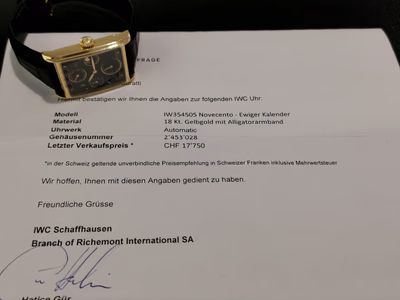 FRAGE
Hiermit bestätigen wir Ihnen die Angaben zur folgenden IWC Uhr:
Modell IW354505 Novecento - Ewiger Kalender
Material 18 Kt. Gelbgold mit Alligatorarmband
Uhrwerk Automatic
Gehäusenummer 2'453'028
Letzter Verkaufspreis * CHF 17'750
*in der Schweiz geltende unverbindliche Preisempfehlung in Schweizer Franken inklusive Mehrwertsteuer
Wir hoffen, Ihnen mit diesen Angaben gedient zu haben.
Freundliche Grüsse
IWC Schaffhausen
Branch of Richemont International SA
Hatice Gür